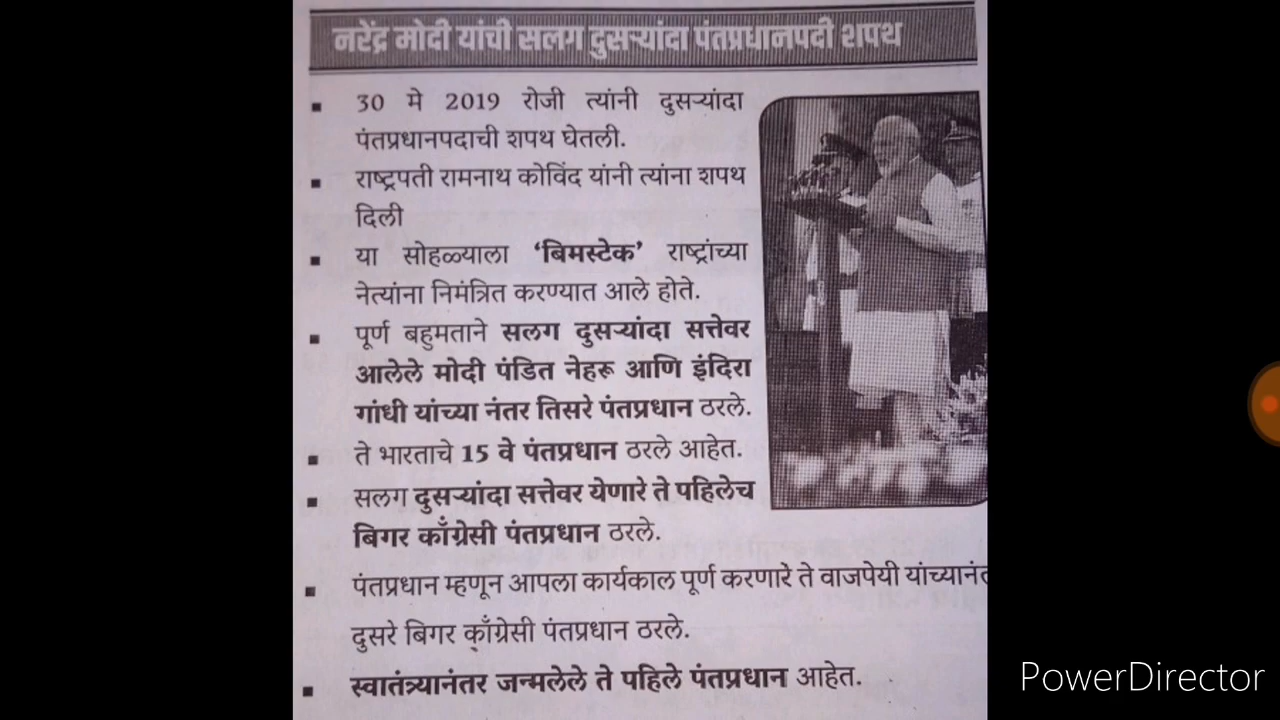 नरेंद्र मोदी यांची सलग दुसऱ्यांदा पंतप्रधानपदी शपथ
▪ 30 मे 2019 रोजी त्यांनी दुसऱ्यांदा
पंतप्रधानपदाची शपथ घेतली.
▪ राष्ट्रपती रामनाथ कोविंद यांनी त्यांना शपथ
दिली
▪ या सोहळ्याला ‘बिमस्टेक’ राष्ट्रांच्या
नेत्यांना निमंत्रित करण्यात आले होते.
▪ पूर्ण बहुमताने सलग दुसऱ्यांदा सत्तेवर
आलेले मोदी पंडित नेहरू आणि इंदिरा
गांधी यांच्या नंतर तिसरे पंतप्रधान ठरले.
▪ ते भारताचे 15 वे पंतप्रधान ठरले आहेत.
▪ सलग दुसऱ्यांदा सत्तेवर येणारे ते पहिलेच
बिगर काँग्रेसी पंतप्रधान ठरले.
▪ पंतप्रधान म्हणून आपला कार्यकाल पूर्ण करणारे ते वाजपेयी
दुसरे बिगर काँग्रेसी पंतप्रधान ठरले.
▪ स्वातंत्र्यानंतर जन्मलेले ते पहिले पंतप्रधान आहेत.
PowerDirector